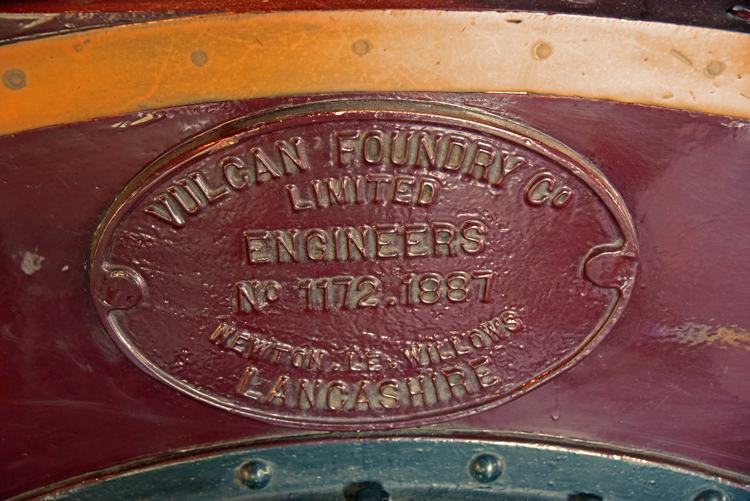 VULCAN FOUNDRY Co
LIMITED
ENGINEERS
No 1172.1887
NEWTON.LE.WILLOWS
LANCASHIRE